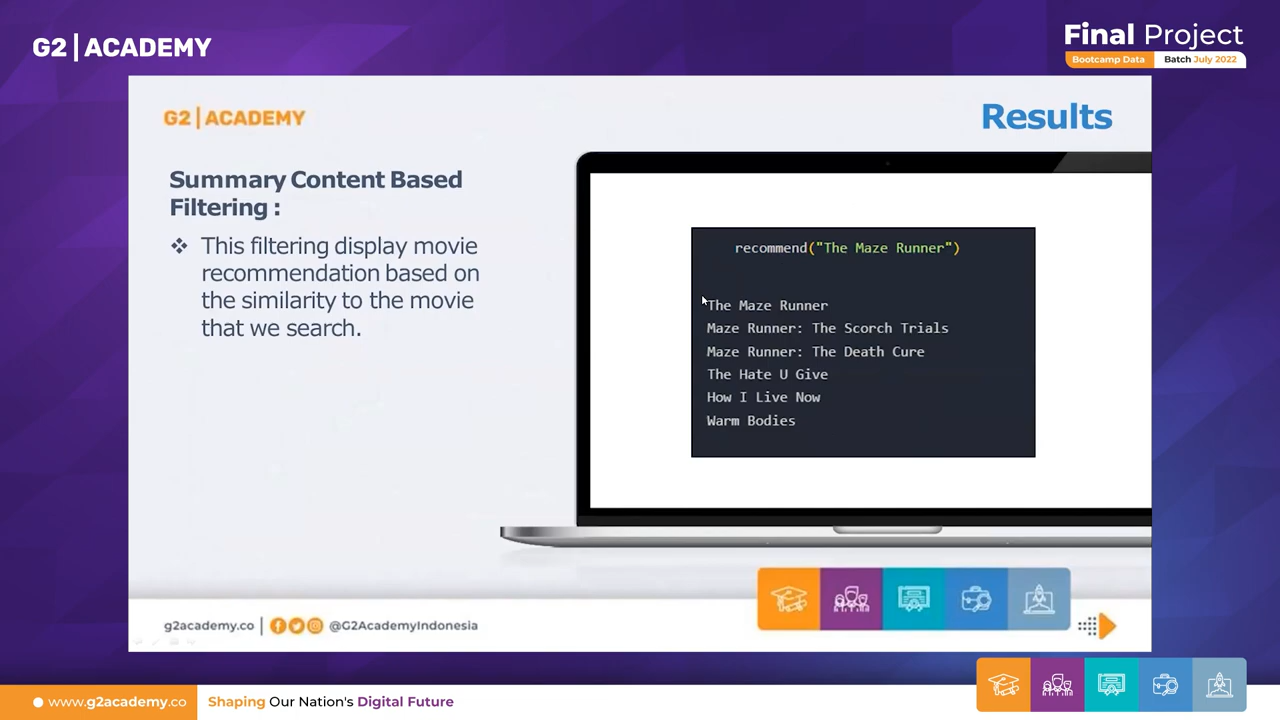 G2 | ACADEMY
Final Project
Bootcamp Data Batch July 2022
G2 | ACADEMY
Results
Summary Content Based
Filtering :
❖ This filtering display movie
recommendation based on
the similarity to the movie
that we search.
recommend("The Maze Runner")
The Maze Runner
Maze Runner: The Scorch Trials
Maze Runner: The Death Cure
The Hate U Give
How I Live Now
Warm Bodies
g2academy.co | @G2AcademyIndonesia
www.g2academy.co Shaping Our Nation's Digital Future